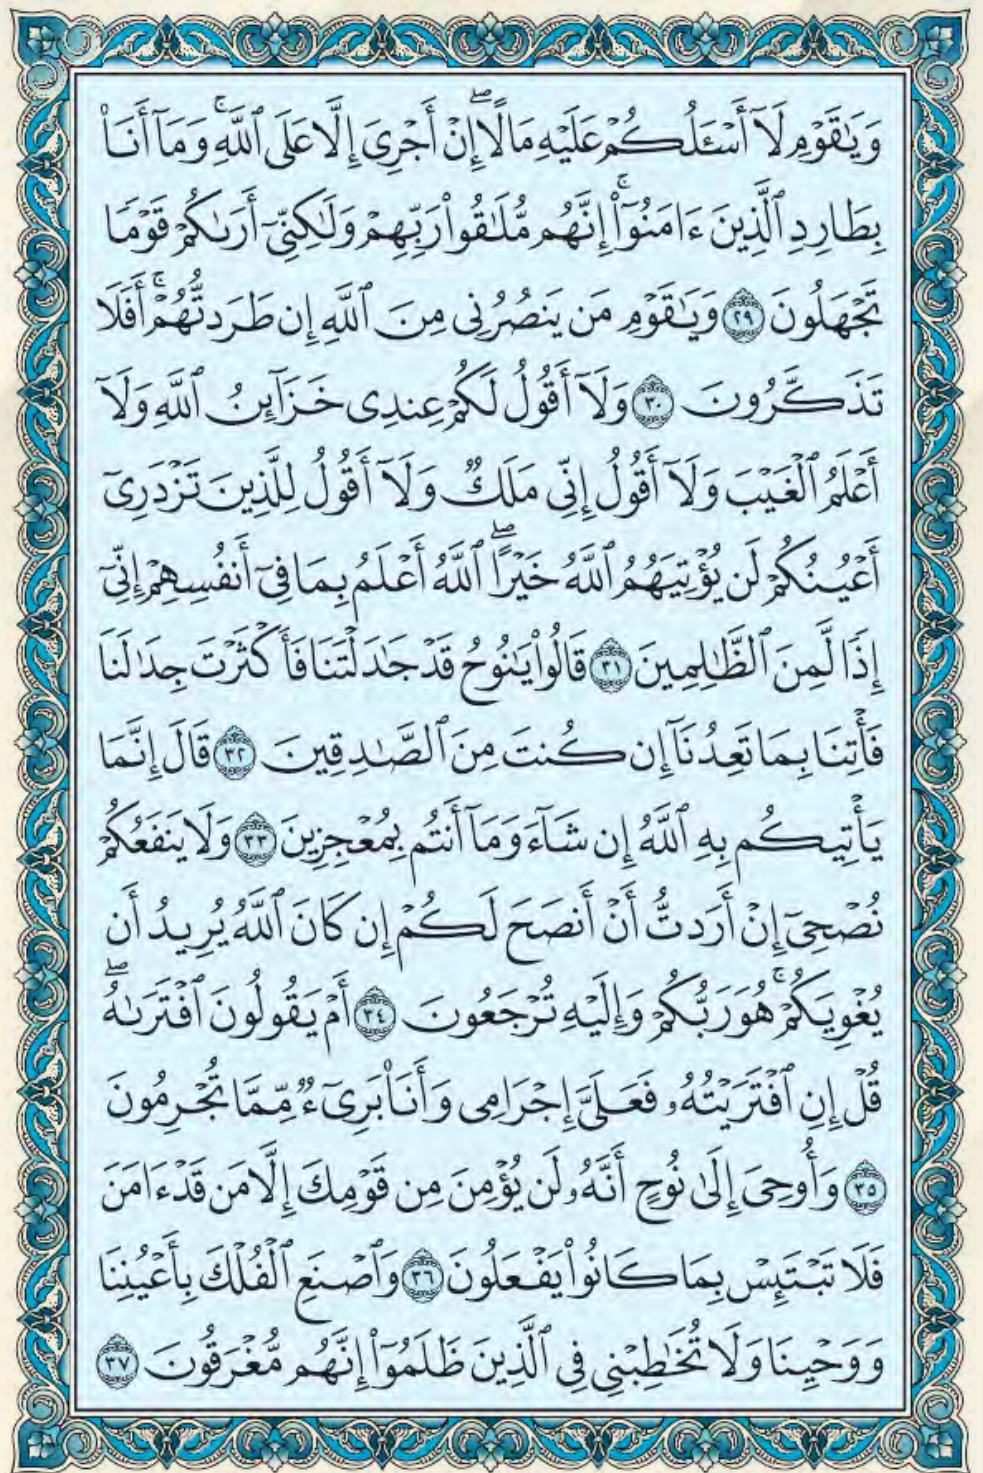 وَيَٰقَوْمِ لَآ أَسْـَٔلُكُمْ عَلَيْهِ مَالًا ۖ إِنْ أَجْرِىَ إِلَّا عَلَى ٱللَّهِ ۚ وَمَآ أَنَا۠
بِطَارِدِ ٱلَّذِينَ ءَامَنُوٓا۟ ۚ إِنَّهُم مُّلَٰقُوا۟ رَبِّهِمْ وَلَٰكِنِّىٓ أَرَىٰكُمْ قَوْمًا
تَجْهَلُونَ ﴿٢٩﴾ وَيَٰقَوْمِ مَن يَنصُرُنِى مِنَ ٱللَّهِ إِن طَرَدتُّهُمْ ۚ أَفَلَا
تَذَكَّرُونَ ﴿٣٠﴾ وَلَآ أَقُولُ لَكُمْ عِندِى خَزَآئِنُ ٱللَّهِ وَلَآ
أَعْلَمُ ٱلْغَيْبَ وَلَآ أَقُولُ إِنِّى مَلَكٌ وَلَآ أَقُولُ لِلَّذِينَ تَزْدَرِىٓ
أَعْيُنُكُمْ لَن يُؤْتِيَهُمُ ٱللَّهُ خَيْرًا ۖ ٱللَّهُ أَعْلَمُ بِمَا فِىٓ أَنفُسِهِمْ إِنِّىٓ
إِذًا لَّمِنَ ٱلظَّٰلِمِينَ ﴿٣١﴾ قَالُوا۟ يَٰنُوحُ قَدْ جَٰدَلْتَنَا فَأَكْثَرْتَ جِدَٰلَنَا
فَأْتِنَا بِمَا تَعِدُنَآ إِن كُنتَ مِنَ ٱلصَّٰدِقِينَ ﴿٣٢﴾ قَالَ إِنَّمَا
يَأْتِيكُم بِهِ ٱللَّهُ إِن شَآءَ وَمَآ أَنتُم بِمُعْجِزِينَ ﴿٣٣﴾ وَلَا يَنفَعُكُمْ
نُصْحِىٓ إِنْ أَرَدتُّ أَنْ أَنصَحَ لَكُمْ إِن كَانَ ٱللَّهُ يُرِيدُ أَن
يُغْوِيَكُمْ ۚ هُوَ رَبُّكُمْ وَإِلَيْهِ تُرْجَعُونَ ﴿٣٤﴾ أَمْ يَقُولُونَ ٱفْتَرَىٰهُ ۖ
قُلْ إِنِ ٱفْتَرَيْتُهُۥ فَعَلَىَّ إِجْرَامِى وَأَنَا۠ بَرِىٓءٌ مِّمَّا تُجْرِمُونَ
﴿٣٥﴾ وَأُوحِىَ إِلَىٰ نُوحٍ أَنَّهُۥ لَن يُؤْمِنَ مِن قَوْمِكَ إِلَّا مَن قَدْ ءَامَنَ
فَلَا تَبْتَئِسْ بِمَا كَانُوا۟ يَفْعَلُونَ ﴿٣٦﴾ وَٱصْنَعِ ٱلْفُلْكَ بِأَعْيُنِنَا
وَوَحْيِنَا وَلَا تُخَٰطِبْنِى فِى ٱلَّذِينَ ظَلَمُوٓا۟ إِنَّهُم مُّغْرَقُونَ ﴿٣٧﴾